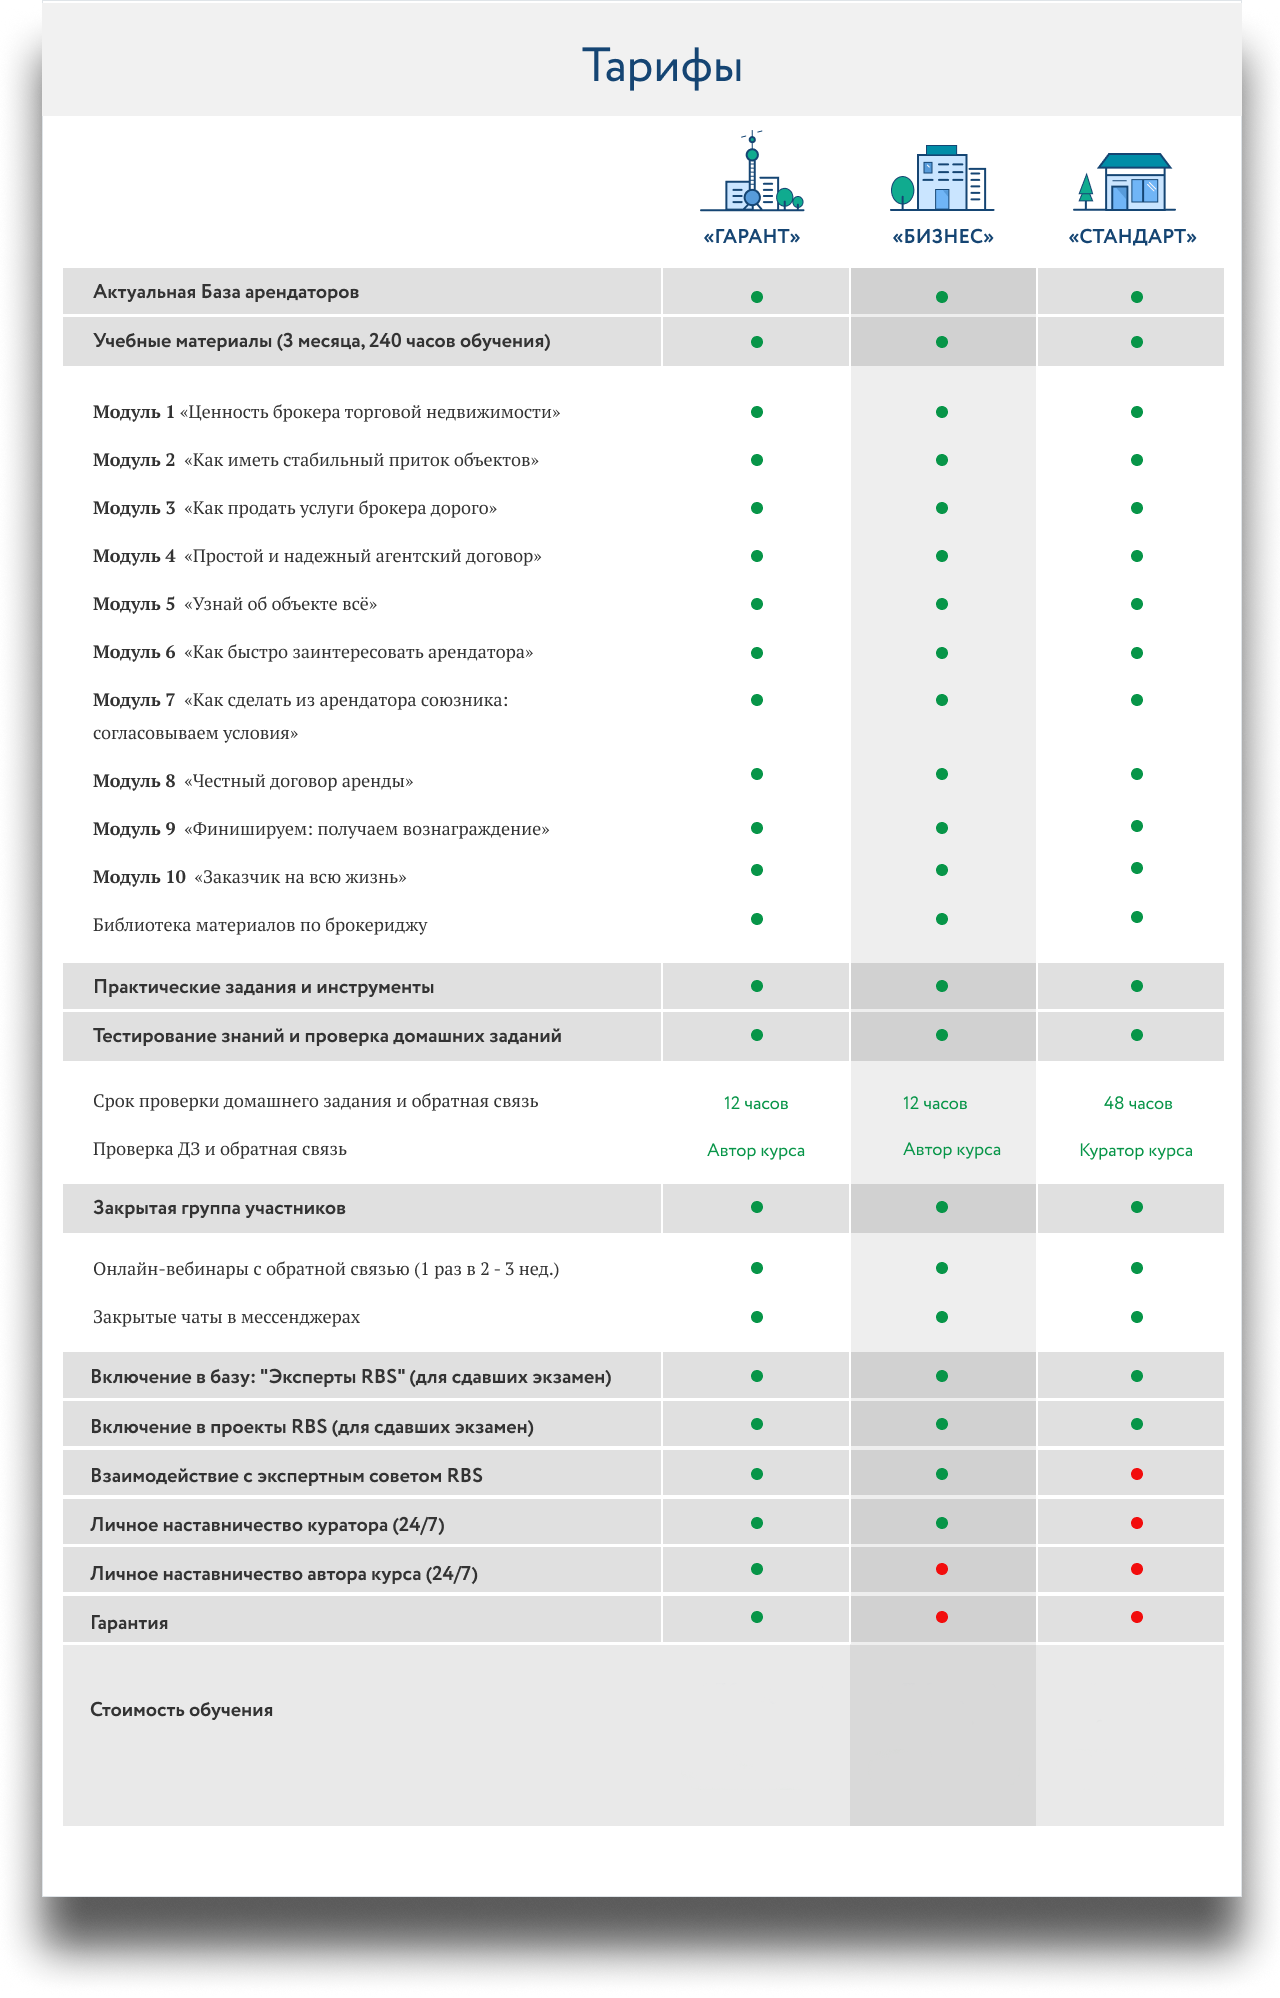 Тарифы
«ГАРАНТ» «БИЗНЕС» «СТАНДАРТ»
Актуальная База арендаторов
Учебные материалы (3 месяца, 240 часов обучения)
Модуль 1 «Ценность брокера торговой недвижимости»
Модуль 2 «Как иметь стабильный приток объектов»
Модуль 3 «Как продать услуги брокера дорого»
Модуль 4 «Простой и надежный агентский договор»
Модуль 5 «Узнай об объекте всё»
Модуль 6 «Как быстро заинтересовать арендатора»
Модуль 7 «Как сделать из арендатора союзника:
согласовываем условия»
Модуль 8 «Честный договор аренды»
Модуль 9 «Финишируем: получаем вознаграждение»
Модуль 10 «Заказчик на всю жизнь»
Библиотека материалов по брокериджу
Практические задания и инструменты
Тестирование знаний и проверка домашних заданий
Срок проверки домашнего задания и обратная связь 12 часов 12 часов 48 часов
Проверка ДЗ и обратная связь Автор курса Автор курса Куратор курса
Закрытая группа участников
Онлайн-вебинары с обратной связью (1 раз в 2 - 3 нед.)
Закрытые чаты в мессенджерах
Включение в базу: "Эксперты RBS" (для сдавших экзамен)
Включение в проекты RBS (для сдавших экзамен)
Взаимодействие с экспертным советом RBS
Личное наставничество куратора (24/7)
Личное наставничество автора курса (24/7)
Гарантия
Стоимость обучения